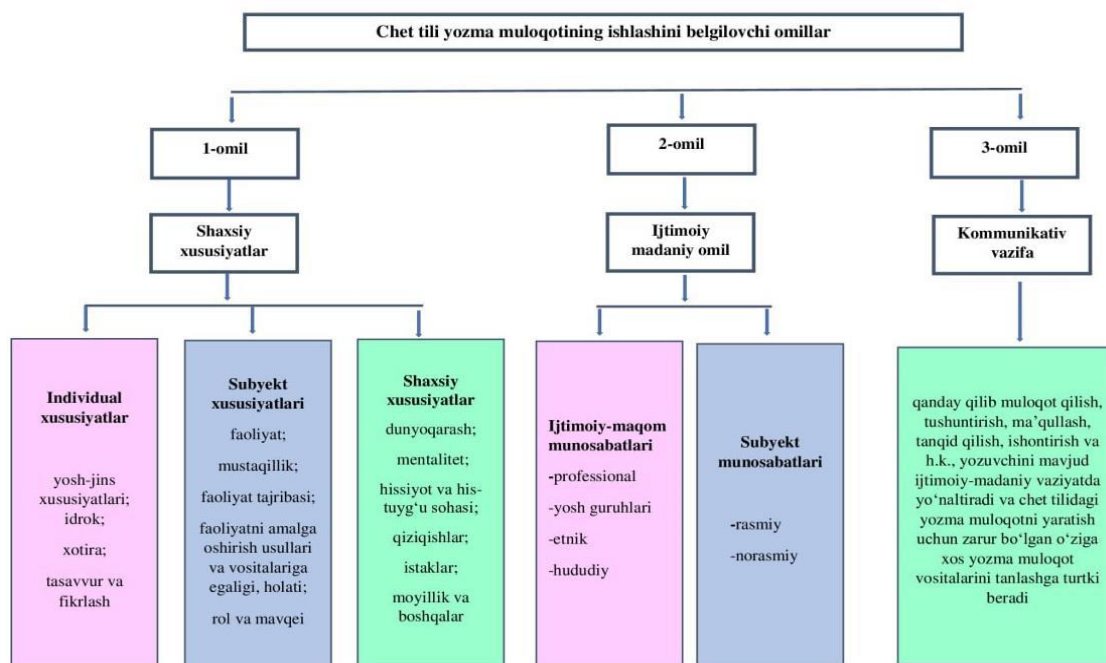 Chet tili yozma muloqotining ishlashini belgilovchi omillar
1-omil
2-omil
3-omil
Shaxsiy
xususiyatlar
Ijtimoiy
madaniy omil
Kommunikativ
vazifa
Individual
xususiyatlar
yosh-jins
xususiyatlari;
idrok;
xotira;
tasavvur va
fikrlash
Subyekt
xususiyatlari
faoliyat;
mustaqillik;
faoliyat tajribasi;
faoliyatni amalga
oshirish usullari
va vositalariga
egaligi, holati;
rol va mavqei
Shaxsiy
xususiyatlar
dunyoqarash;
mentalitet;
hissiyot va his-
tuyg‘u sohasi;
qiziqishlar;
istaklar;
moyillik va
boshqalar
Ijtimoiy-maqom
munosabatlari
-professional
-yosh guruhlari
-etnik
-hududiy
Subyekt
munosabatlari
-rasmiy
-norasmiy
qanday qilib muloqot qilish,
tushuntirish, ma’qullash,
tanqid qilish, ishontirish va
h.k., yozuvchini mavjud
ijtimoiy-madaniy vaziyatda
yo‘naltiradi va chet tilidagi
yozma muloqotni yaratish
uchun zarur bo‘lgan o‘ziga
xos yozma muloqot
vositalarini tanlashga turtki
beradi